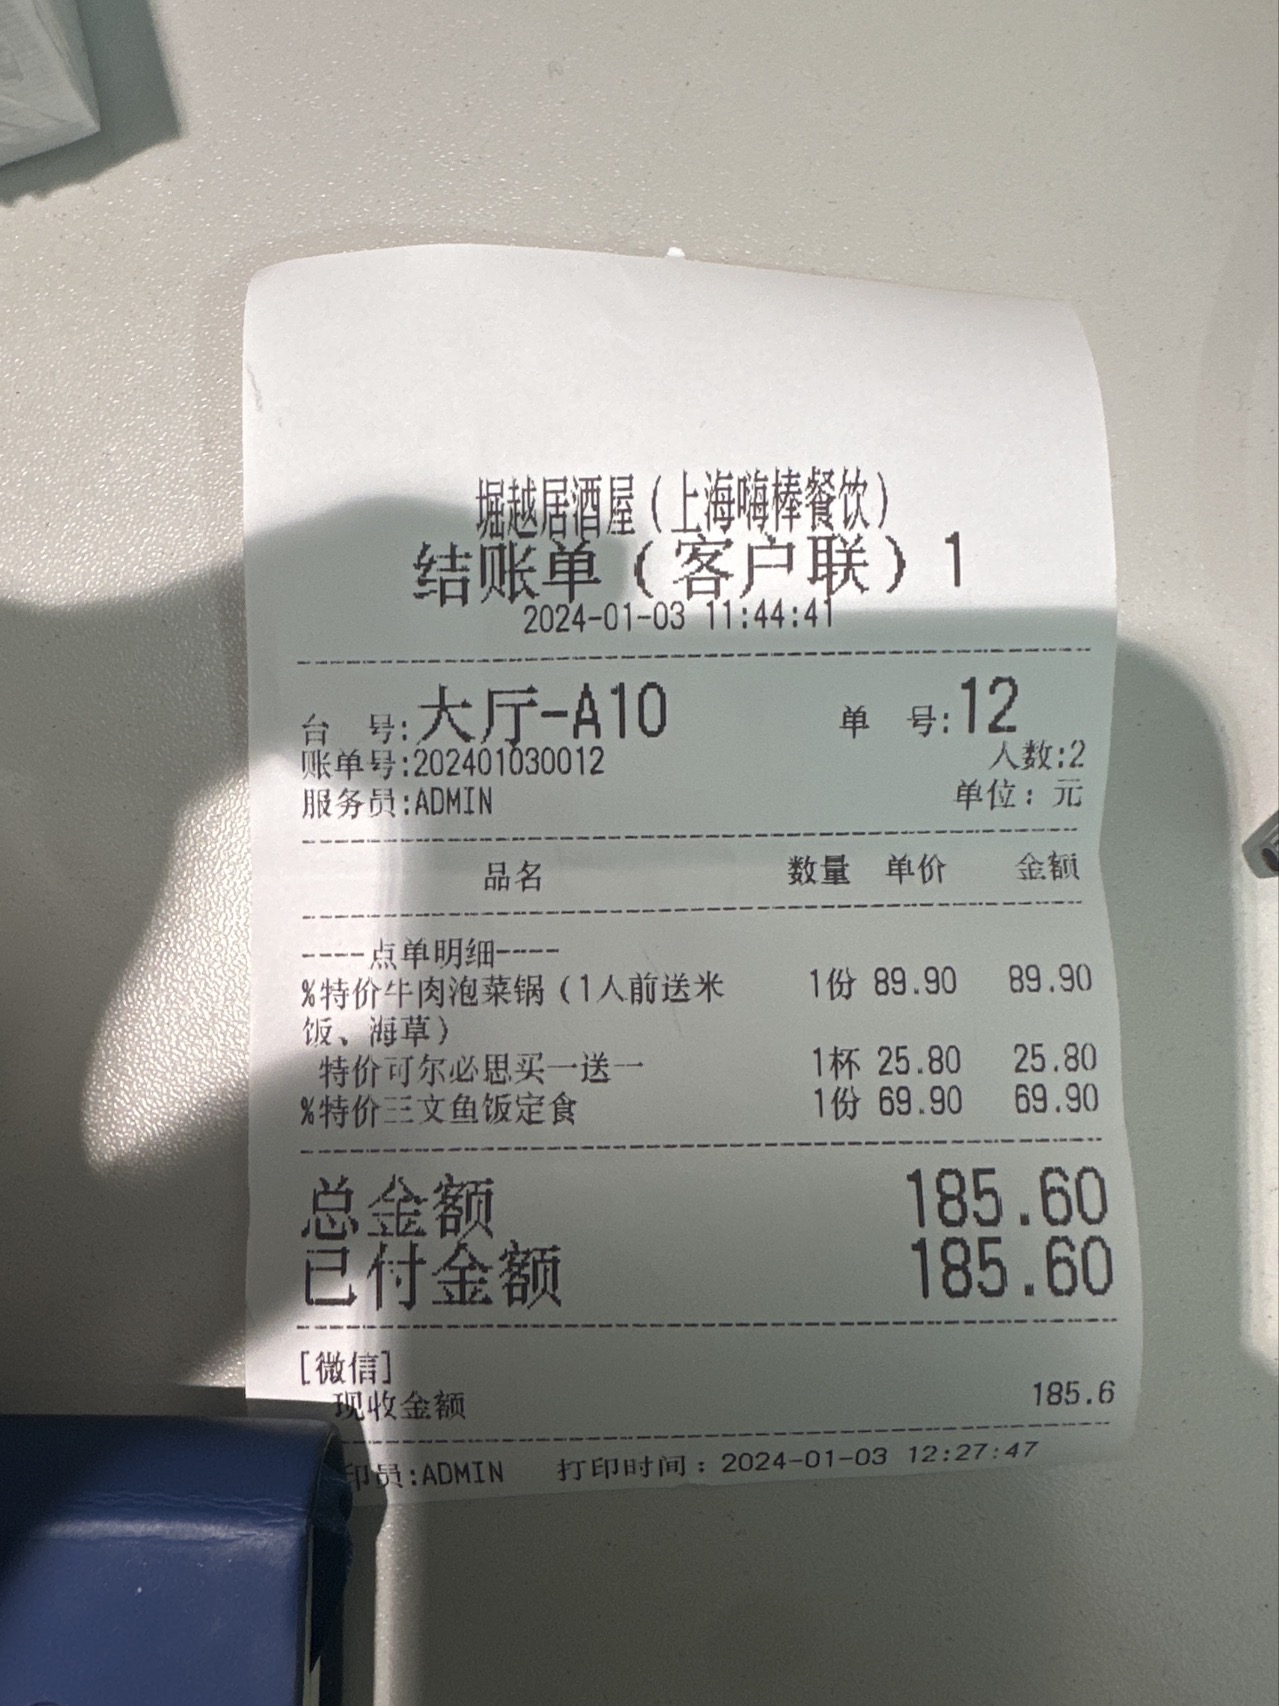 堀越居酒屋（上海嗨棒餐饮）
结账单（客户联）1
2024-01-03 11:44:41
台 号:大厅-A10 单 号:12
账单号:202401030012 人数:2
服务员:ADMIN 单位：元
品名 数量 单价 金额
----点单明细----
%特价牛肉泡菜锅（1人前送米 1份 89.90 89.90
饭、海草）
特价可尔必思买一送一 1杯 25.80 25.80
%特价三文鱼饭定食 1份 69.90 69.90
总金额 185.60
已付金额 185.60
[微信]
现收金额 185.6
印员:ADMIN 打印时间：2024-01-03 12:27:47